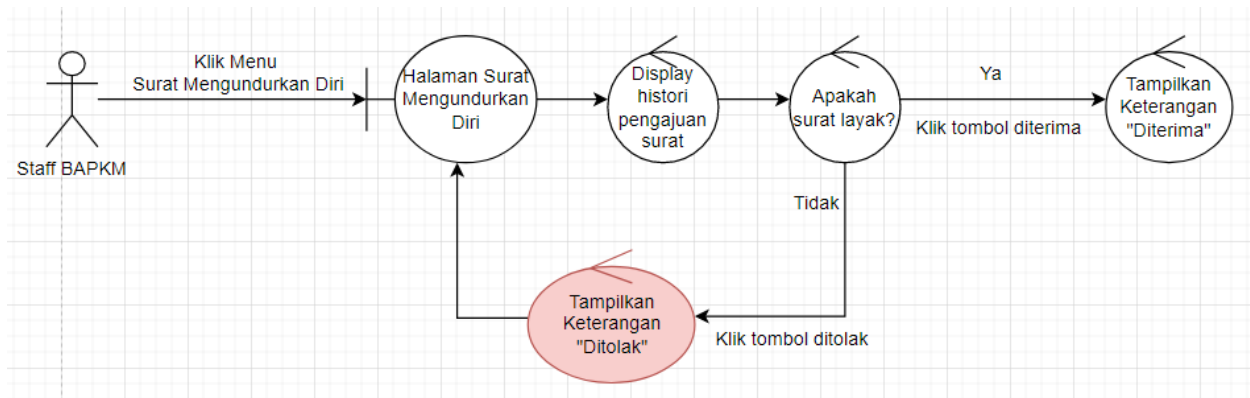 Klik Menu
Surat Mengundurkan Diri
Staff BAPKM
Halaman Surat
Mengundurkan
Diri
Display
histori
pengajuan
surat
Apakah
surat layak?
Ya
Klik tombol diterima
Tampilkan
Keterangan
"Diterima"
Tidak
Klik tombol ditolak
Tampilkan
Keterangan
"Ditolak"